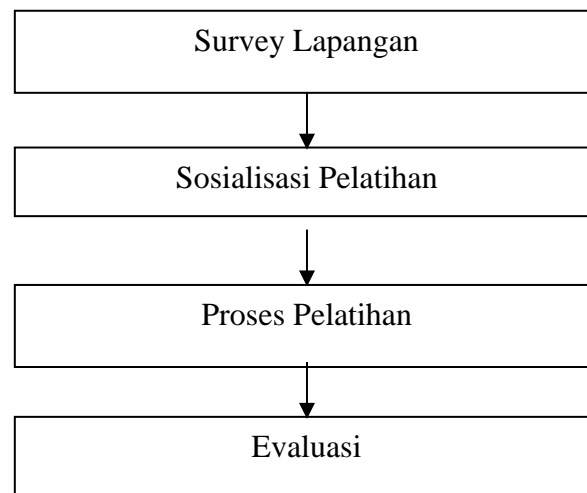 Survey Lapangan
Sosialisasi Pelatihan
Proses Pelatihan
Evaluasi